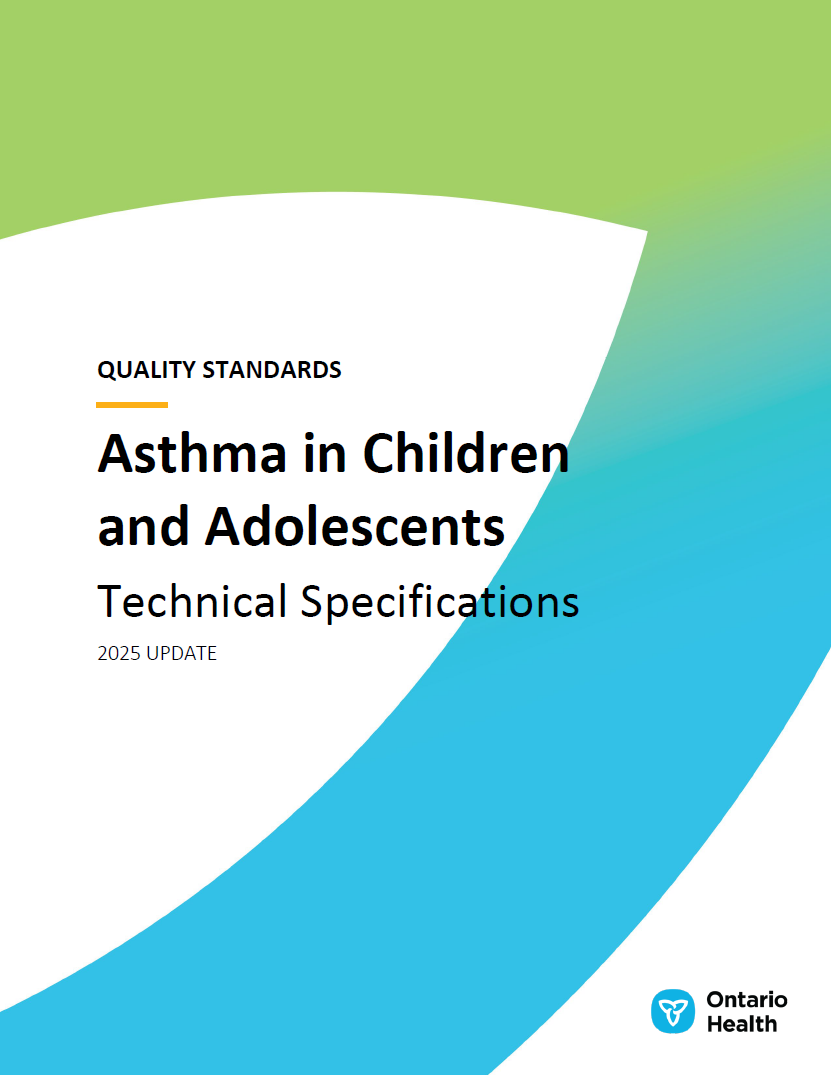 QUALITY STANDARDS
Asthma in Children
and Adolescents
Technical Specifications
2025 UPDATE
Ontario
Health